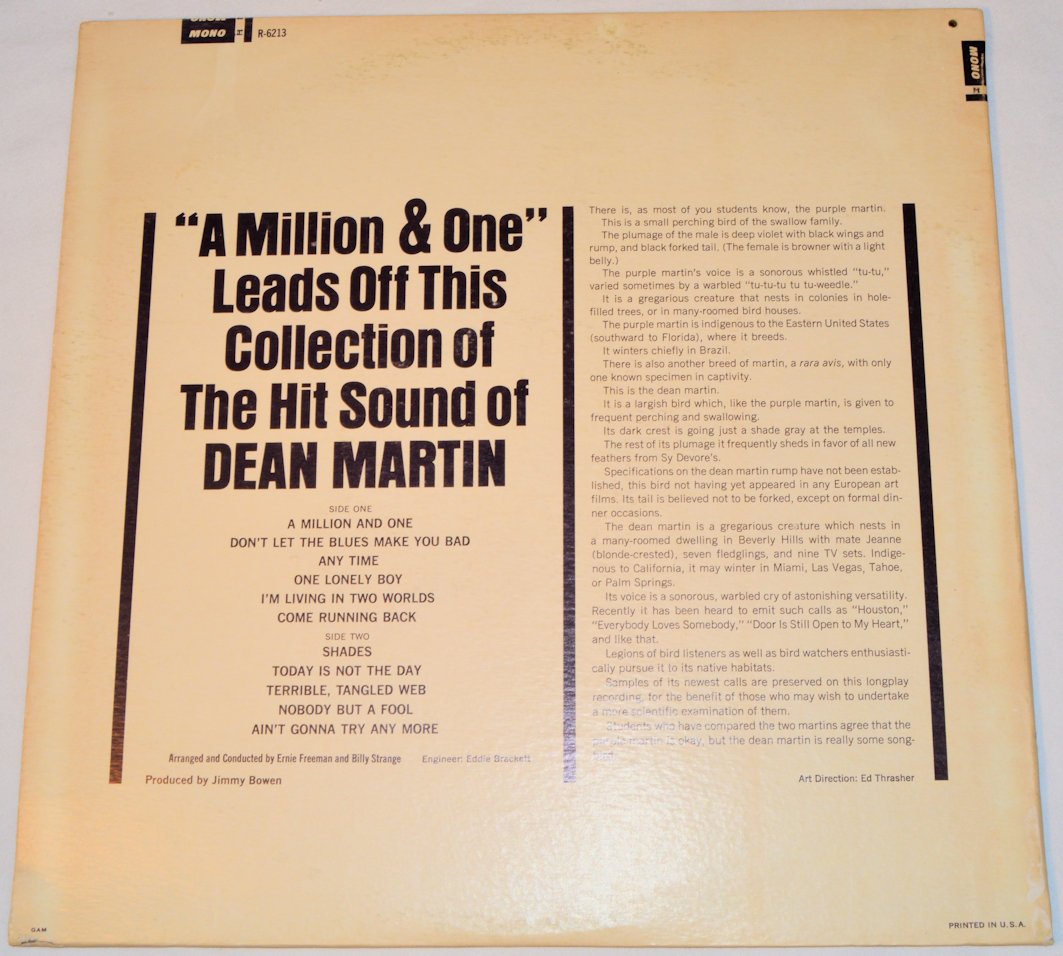 MONO
R-6213
MONO
"A Million & One"
Leads Off This
Collection of
The Hit Sound of
DEAN MARTIN
SIDE ONE
A MILLION AND ONE
DON'T LET THE BLUES MAKE YOU BAD
ANY TIME
ONE LONELY BOY
I'M LIVING IN TWO WORLDS
COME RUNNING BACK
SIDE TWO
SHADES
TODAY IS NOT THE DAY
TERRIBLE, TANGLED WEB
NOBODY BUT A FOOL
AIN'T GONNA TRY ANY MORE
Arranged and Conducted by Ernie Freeman and Billy Strange Engineer: Eddie Brackett
Produced by Jimmy Bowen
There is, as most of you students know, the purple martin.
This is a small perching bird of the swallow family.
The plumage of the male is deep violet with black wings and
rump, and black forked tail. (The female is browner with a light
belly.)
The purple martin's voice is a sonorous whistled "tu-tu,"
varied sometimes by a warbled "tu-tu-tu tu tu-weedle."
It is a gregarious creature that nests in colonies in hole-
filled trees, or in many-roomed bird houses.
The purple martin is indigenous to the Eastern United States
(southward to Florida), where it breeds.
It winters chiefly in Brazil.
There is also another breed of martin, a rara avis, with only
one known specimen in captivity.
This is the dean martin.
It is a largish bird which, like the purple martin, is given to
frequent perching and swallowing.
Its dark crest is going just a shade gray at the temples.
The rest of its plumage it frequently sheds in favor of all new
feathers from Sy Devore's.
Specifications on the dean martin rump have not been estab-
lished, this bird not having yet appeared in any European art
films. Its tail is believed not to be forked, except on formal din-
ner occasions.
The dean martin is a gregarious creature which nests in
a many-roomed dwelling in Beverly Hills with mate Jeanne
(blonde-crested), seven fledglings, and nine TV sets. Indige-
nous to California, it may winter in Miami, Las Vegas, Tahoe,
or Palm Springs.
Its voice is a sonorous, warbled cry of astonishing versatility.
Recently it has been heard to emit such calls as "Houston,"
"Everybody Loves Somebody," "Door Is Still Open to My Heart,"
and like that.
Legions of bird listeners as well as bird watchers enthusiasti-
cally pursue it to its native habitats.
Samples of its newest calls are preserved on this longplay
recording, for the benefit of those who may wish to undertake
a more scientific examination of them.
Students who have compared the two martins agree that the
purple martin is okay, but the dean martin is really some song-
Art Direction: Ed Thrasher
GAM
PRINTED IN U.S.A.